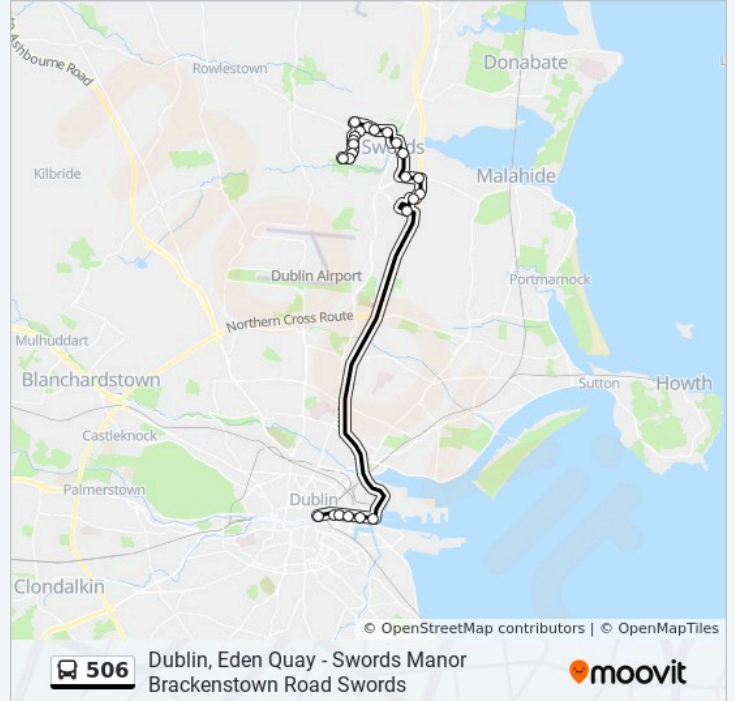 Ashbourne Road
Rowlestown
Donabate
Swords
Kilbride
Malahide
Dublin Airport
Portmarnock
Northern Cross Route
Mulhuddart
Blanchardstown
Sutton
Howth
Castleknock
Palmerstown
Dublin
Clondalkin
© OpenStreetMap contributors | © OpenMapTiles
506
Dublin, Eden Quay - Swords Manor
Brackenstown Road Swords
moovit